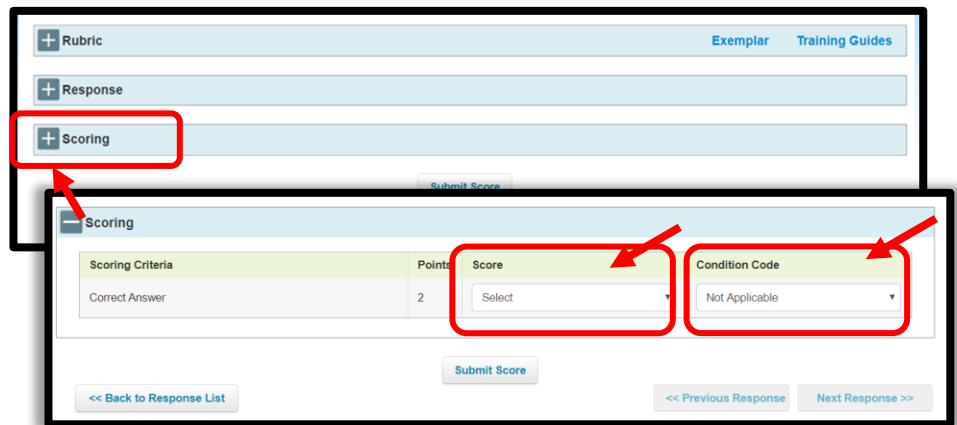 Rubric Exemplar Training Guides
Response
Scoring
Submit Score
Scoring
Scoring Criteria Points Score Condition Code
Correct Answer 2 Select Not Applicable
Submit Score
<< Back to Response List << Previous Response Next Response >>